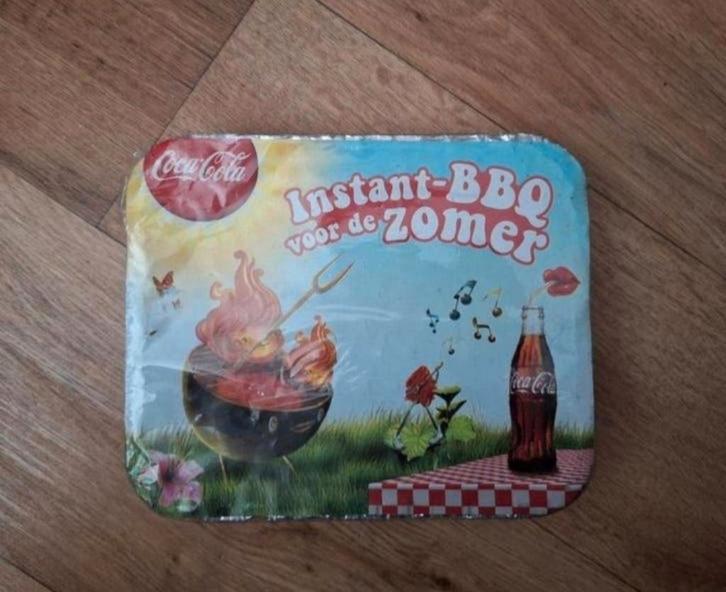 Coca-Cola
Instant-BBQ
voor de zomer
Coca-Cola